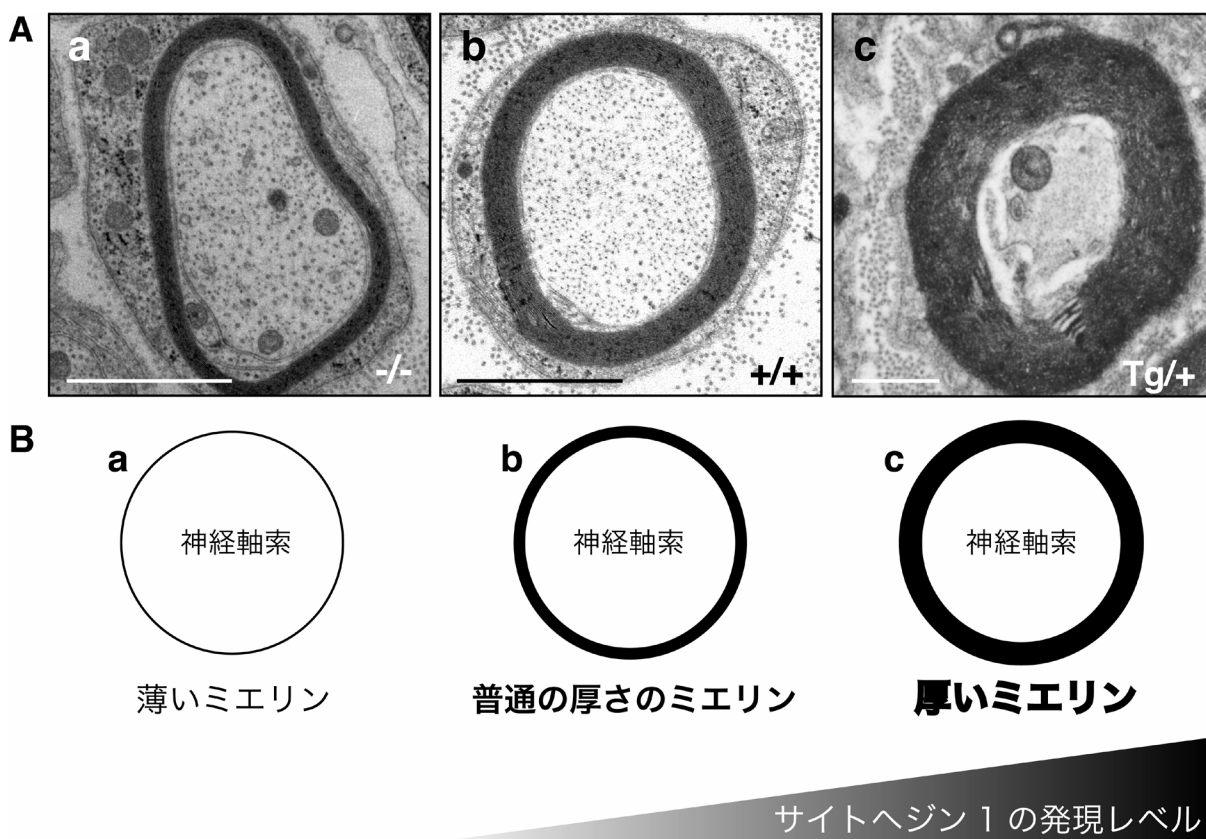 A
a
b
c
-/-
+/+
Tg/+
B
a
b
c
神経軸索
神経軸索
神経軸索
薄いミエリン
普通の厚さのミエリン
厚いミエリン
サイトヘジン 1 の発現レベル